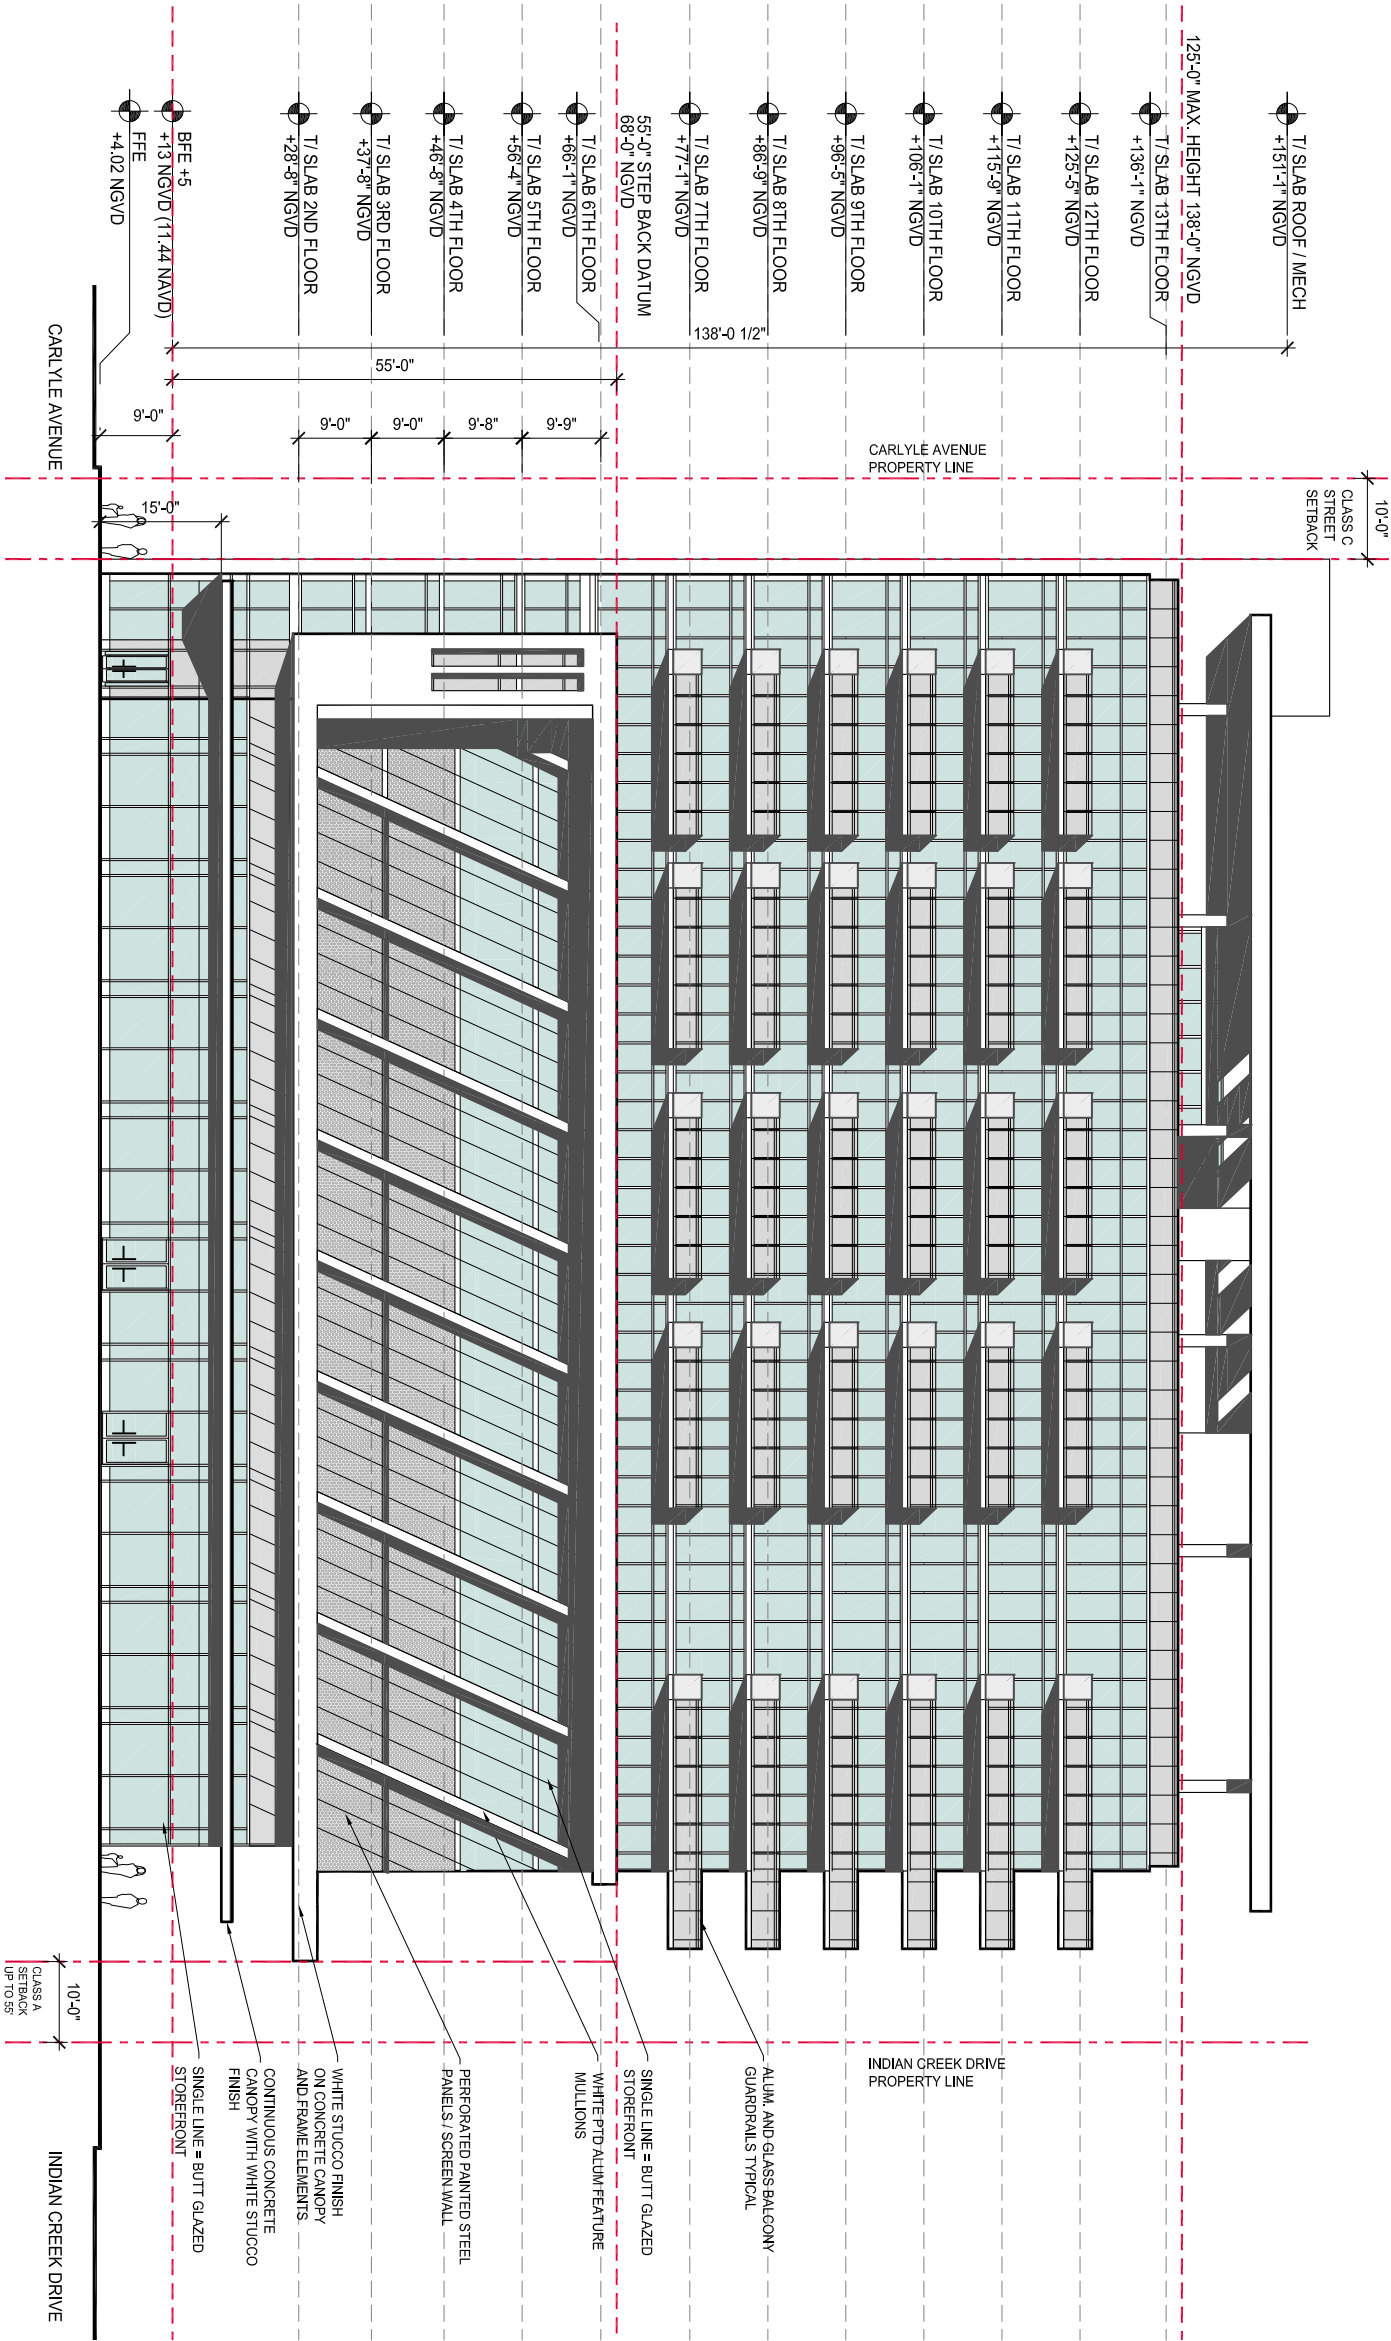 125'-0" MAX. HEIGHT 138'-0" NGVD
T/ SLAB ROOF / MECH
+151'-1" NGVD
T/ SLAB 13TH FLOOR
+136'-1" NGVD
T/ SLAB 12TH FLOOR
+125'-5" NGVD
T/ SLAB 11TH FLOOR
+115'-9" NGVD
T/ SLAB 10TH FLOOR
+106'-1" NGVD
T/ SLAB 9TH FLOOR
+96'-5" NGVD
T/ SLAB 8TH FLOOR
+86'-9" NGVD
T/ SLAB 7TH FLOOR
+77'-1" NGVD
55'-0" STEP BACK DATUM
68'-0" NGVD
T/ SLAB 6TH FLOOR
+66'-1" NGVD
T/ SLAB 5TH FLOOR
+56'-4" NGVD
T/ SLAB 4TH FLOOR
+46'-8" NGVD
T/ SLAB 3RD FLOOR
+37'-8" NGVD
T/ SLAB 2ND FLOOR
+28'-8" NGVD
BFE +5
+13 NGVD (11.44 NAVD)
FFE
+4.02 NGVD
138'-0 1/2"
55'-0"
9'-0"
9'-0"
9'-0"
9'-8"
9'-9"
15'-0"
CARLYLE AVENUE
CARLYLE AVENUE
PROPERTY LINE
10'-0"
CLASS C
STREET
SETBACK
INDIAN CREEK DRIVE
PROPERTY LINE
ALUM. AND GLASS BALCONY
GUARDRAILS TYPICAL
SINGLE LINE = BUTT GLAZED
STOREFRONT
WHITE PTD ALUM FEATURE
MULLIONS
PERFORATED PAINTED STEEL
PANELS / SCREEN WALL
WHITE STUCCO FINISH
ON CONCRETE CANOPY
AND FRAME ELEMENTS
CONTINUOUS CONCRETE
CANOPY WITH WHITE STUCCO
FINISH
SINGLE LINE = BUTT GLAZED
STOREFRONT
10'-0"
CLASS A
SETBACK
UP TO 55'
INDIAN CREEK DRIVE